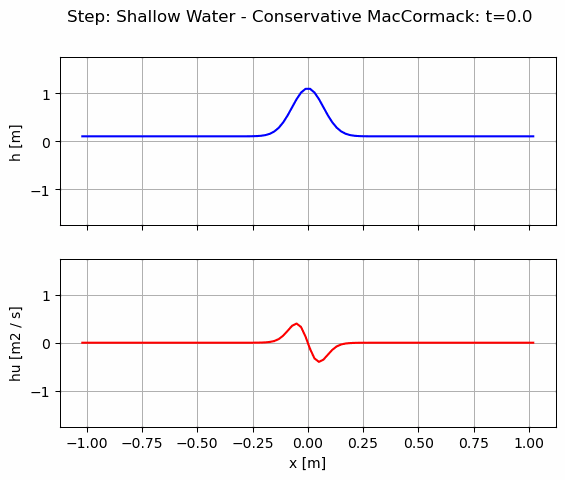 Step: Shallow Water - Conservative MacCormack: t=0.0
h [m]
1
0
−1
hu [m2 / s]
1
0
−1
−1.00 −0.75 −0.50 −0.25 0.00 0.25 0.50 0.75 1.00
x [m]